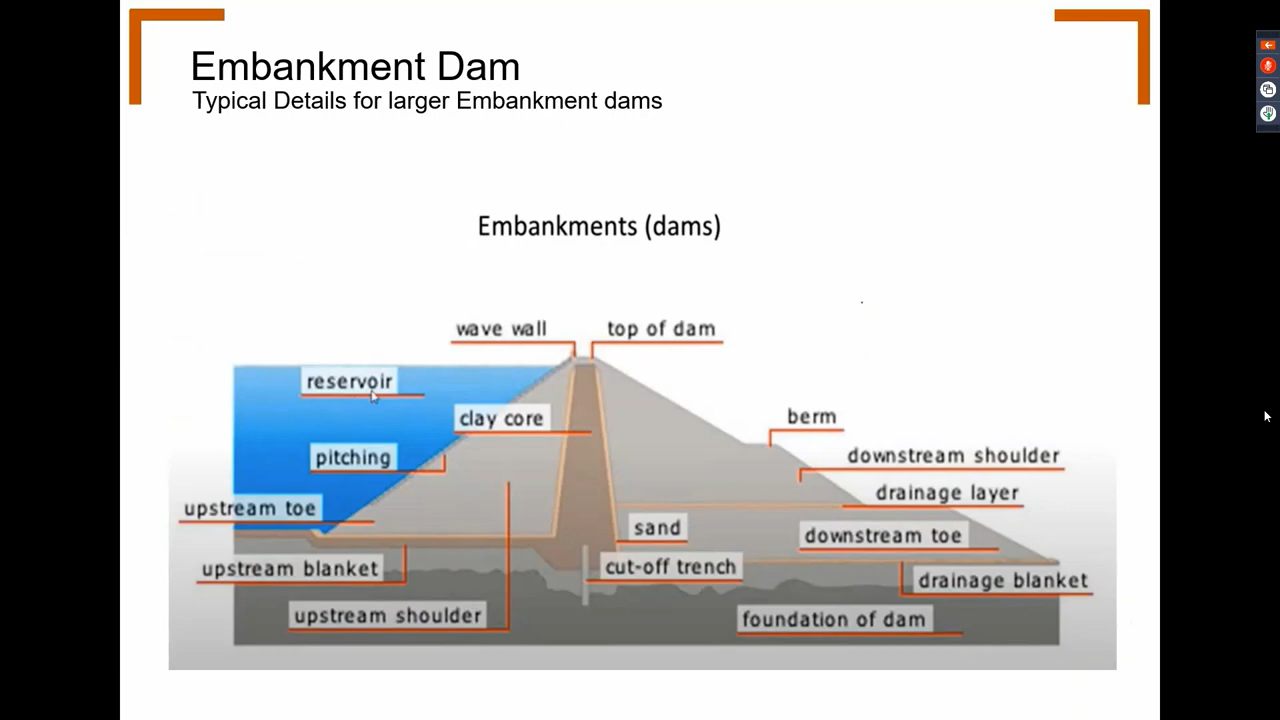 Embankment Dam
Typical Details for larger Embankment dams
Embankments (dams)
wave wall
top of dam
reservoir
clay core
berm
pitching
downstream shoulder
drainage layer
upstream toe
sand
downstream toe
upstream blanket
cut-off trench
drainage blanket
upstream shoulder
foundation of dam